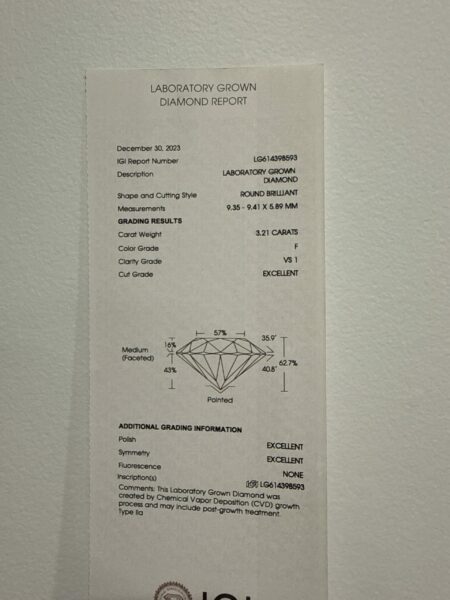 LABORATORY GROWN
DIAMOND REPORT
December 30, 2023
IGI Report Number LG614398593
Description LABORATORY GROWN
DIAMOND
Shape and Cutting Style ROUND BRILLIANT
Measurements 9.35 - 9.41 X 5.89 MM
GRADING RESULTS
Carat Weight 3.21 CARATS
Color Grade F
Clarity Grade VS 1
Cut Grade EXCELLENT
57%
16% 35.9°
Medium
(Faceted)
62.7%
43% 40.8°
Pointed
ADDITIONAL GRADING INFORMATION
Polish EXCELLENT
Symmetry EXCELLENT
Fluorescence NONE
Inscription(s) LG614398593
Comments: This Laboratory Grown Diamond was
created by Chemical Vapor Deposition (CVD) growth
process and may include post-growth treatment.
Type IIa